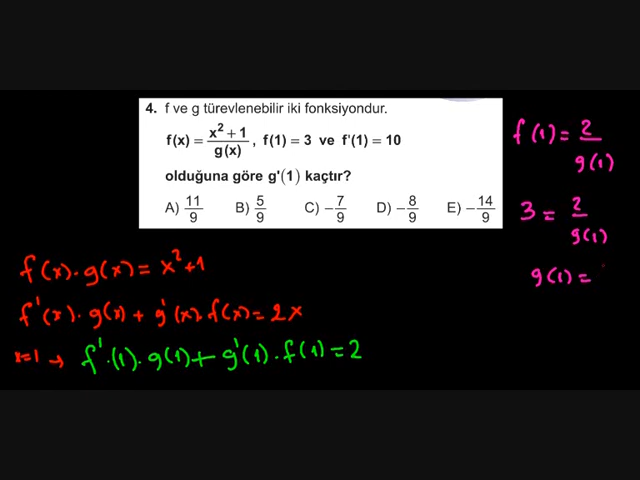 4. f ve g türevlenebilir iki fonksiyondur.
f(x) = (x² + 1)/g(x) , f(1) = 3 ve f'(1) = 10
olduğuna göre g'(1) kaçtır?
A) 11/9 B) 5/9 C) -7/9 D) -8/9 E) -14/9
f(1) = 2/g(1)
3 = 2/g(1)
g(1) =
f(x) · g(x) = x² + 1
f'(x) · g(x) + g'(x) · f(x) = 2x
x=1 → f'·(1) · g(1) + g'(1) · f(1) = 2